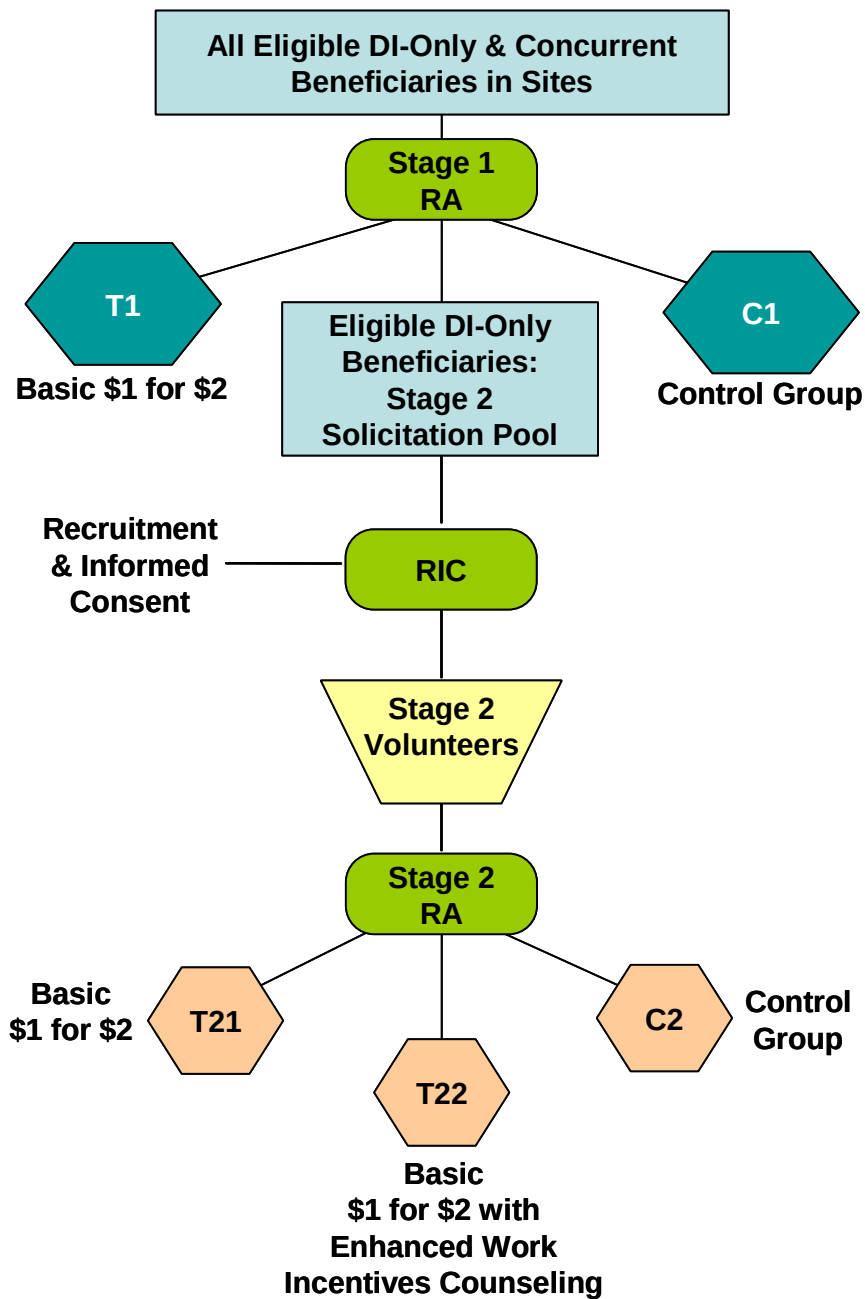 All Eligible DI-Only & Concurrent
Beneficiaries in Sites
Stage 1
RA
T1
Basic $1 for $2
Eligible DI-Only
Beneficiaries:
Stage 2
Solicitation Pool
C1
Control Group
Recruitment
& Informed
Consent
RIC
Stage 2
Volunteers
Stage 2
RA
Basic
$1 for $2
T21
T22
Basic
$1 for $2 with
Enhanced Work
Incentives Counseling
C2
Control
Group